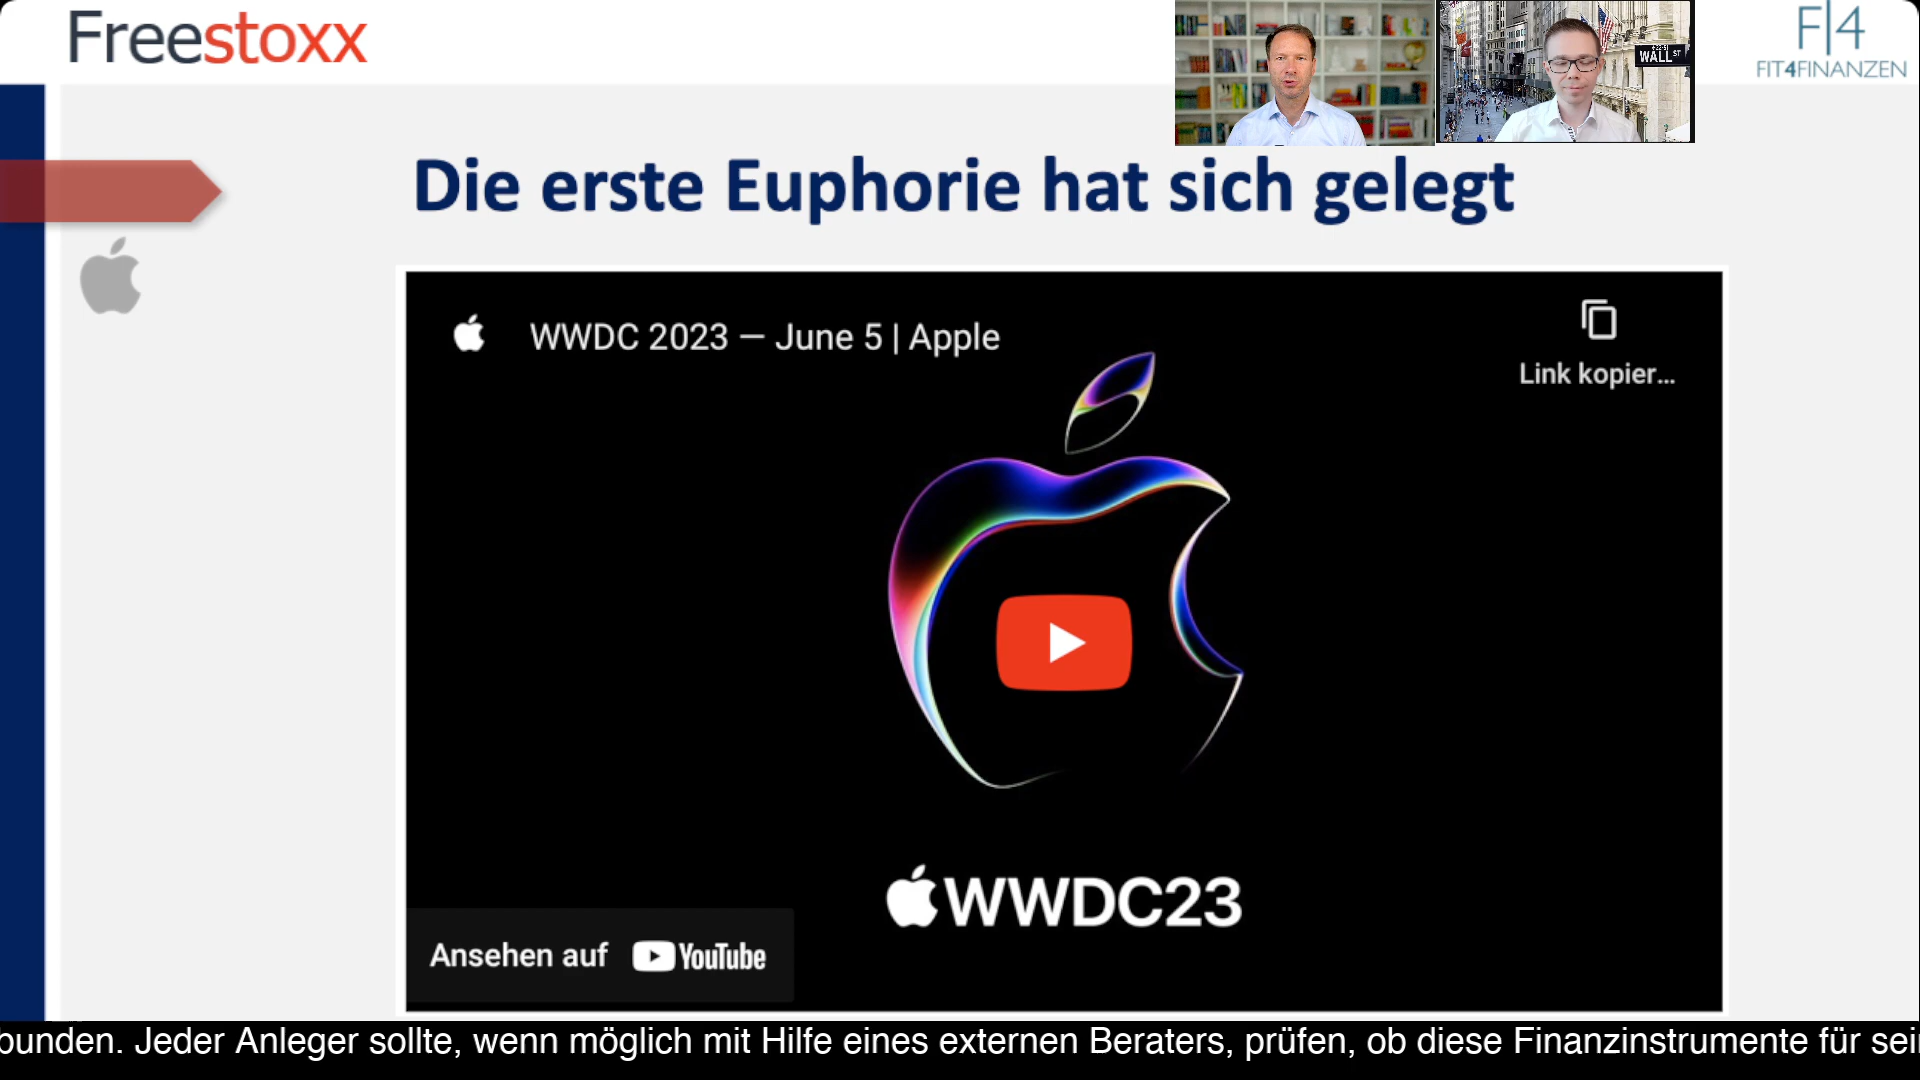 Freestoxx
WALL ST
F|4
FIT4FINANZEN
Die erste Euphorie hat sich gelegt
WWDC 2023 — June 5 | Apple
Link kopier...
WWDC23
Ansehen auf YouTube
bunden. Jeder Anleger sollte, wenn möglich mit Hilfe eines externen Beraters, prüfen, ob diese Finanzinstrumente für sei